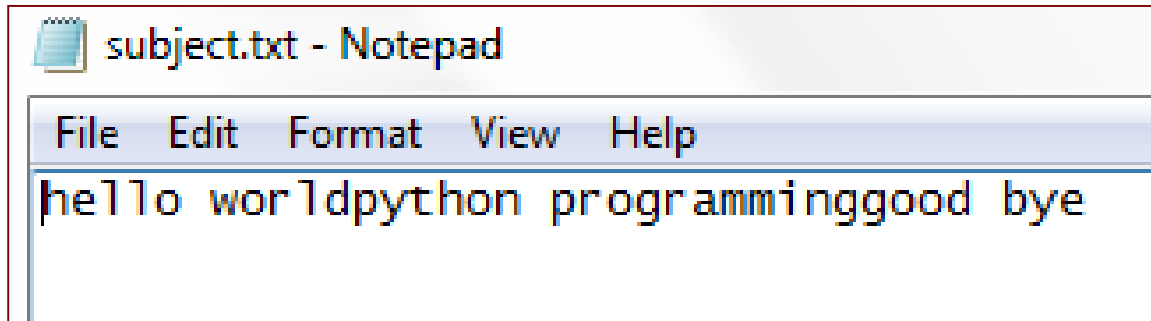 subject.txt - Notepad
File Edit Format View Help
hello worldpython programminggood bye